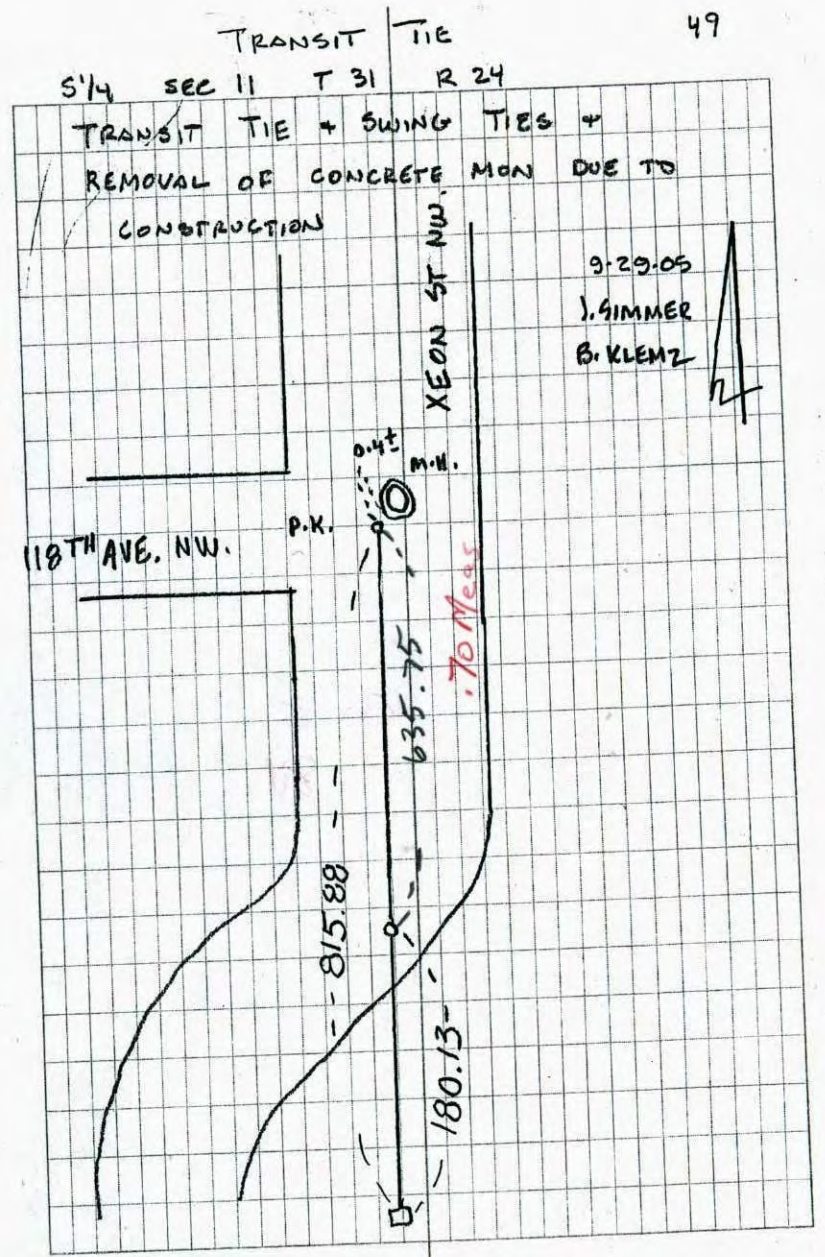 49
TRANSIT TIE
S 1/4 SEC 11 T 31 R 24
TRANSIT TIE + SWING TIES +
REMOVAL OF CONCRETE MON DUE TO
CONSTRUCTION
XEON ST NW.
9-29-05
J. SIMMER
B. KLEMZ
N
0.4±
M.H.
P.K.
118TH AVE. NW.
635.75
.70 Meas
815.88
180.13